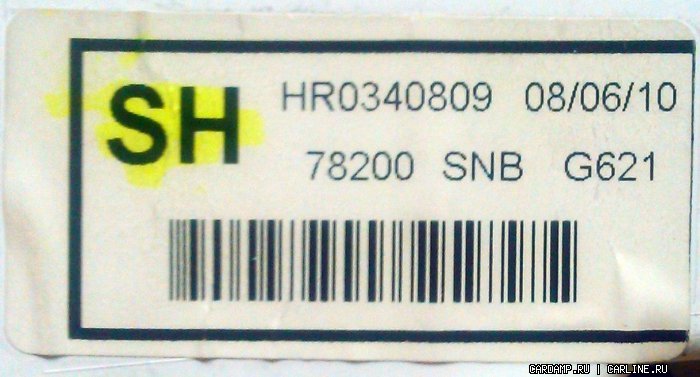 SH HR0340809 08/06/10
78200 SNB G621
CARDAMP.RU | CARLINE.RU